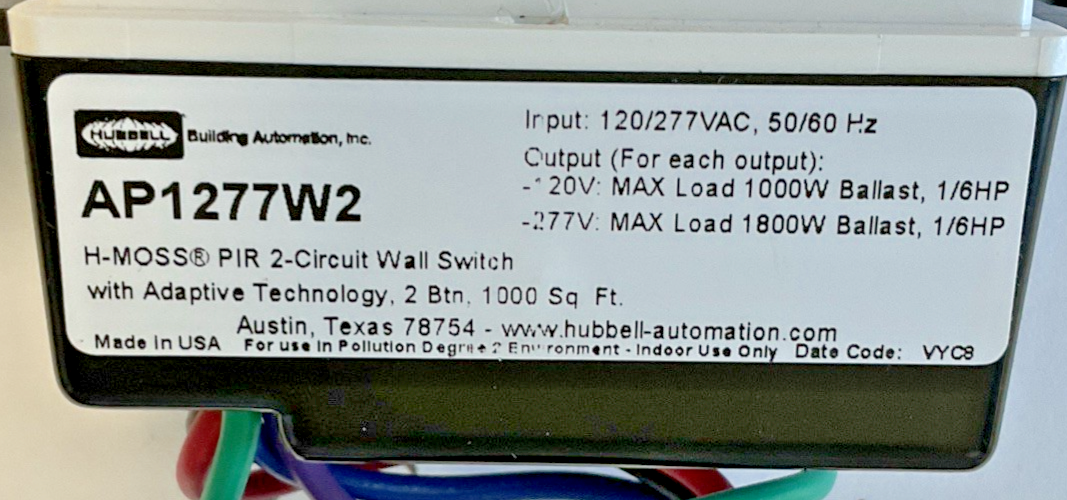 HUBBELL Building Automation, Inc.
AP1277W2
H-MOSS® PIR 2-Circuit Wall Switch
with Adaptive Technology, 2 Btn, 1000 Sq Ft.
Input: 120/277VAC, 50/60 Hz
Output (For each output):
-120V: MAX Load 1000W Ballast, 1/6HP
-277V: MAX Load 1800W Ballast, 1/6HP
Austin, Texas 78754 - www.hubbell-automation.com
Made In USA For use In Pollution Degree 2 Environment - Indoor Use Only Date Code: VYC8